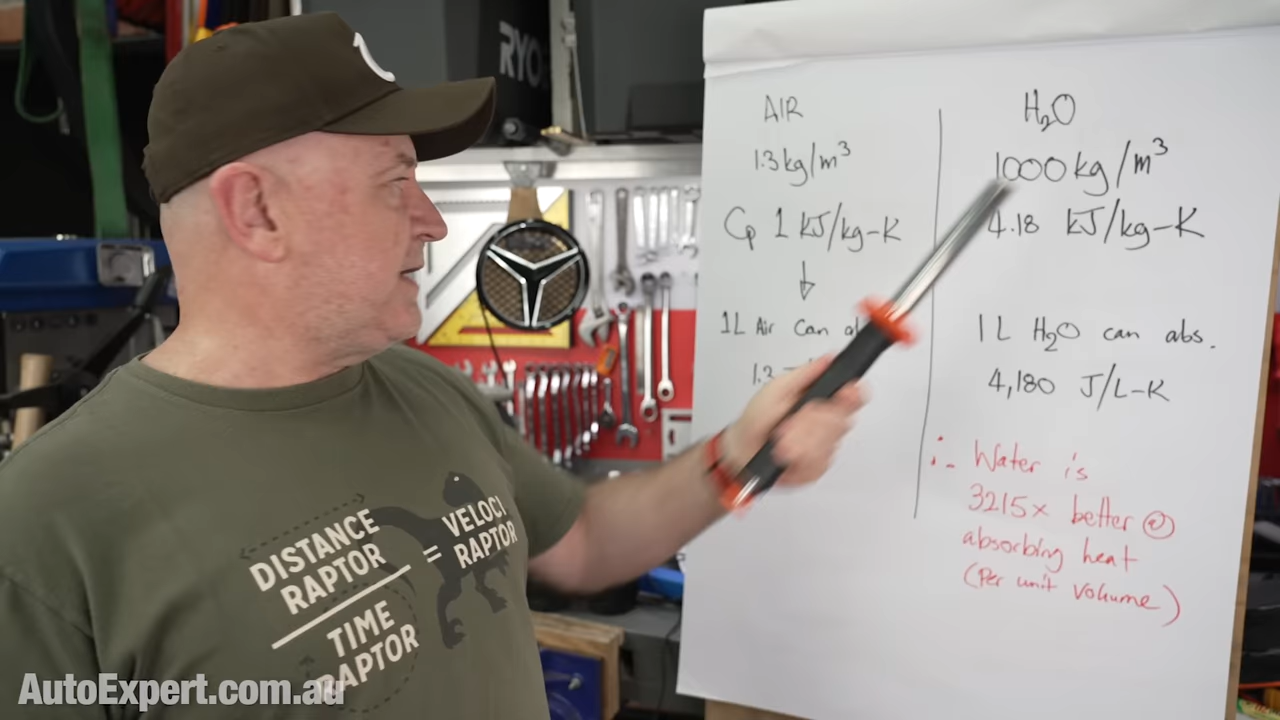 RYO
AIR
1.3 kg/m³
Cp 1 kJ/kg-K
1L Air Can
1.3
H₂O
1000 kg/m³
4.18 kJ/kg-K
1 L H₂O can abs.
4,180 J/L-K
∴ Water is
3215x better @
absorbing heat
(Per unit Volume)
DISTANCE
RAPTOR
TIME
RAPTOR
=
VELOCI
RAPTOR
AutoExpert.com.au